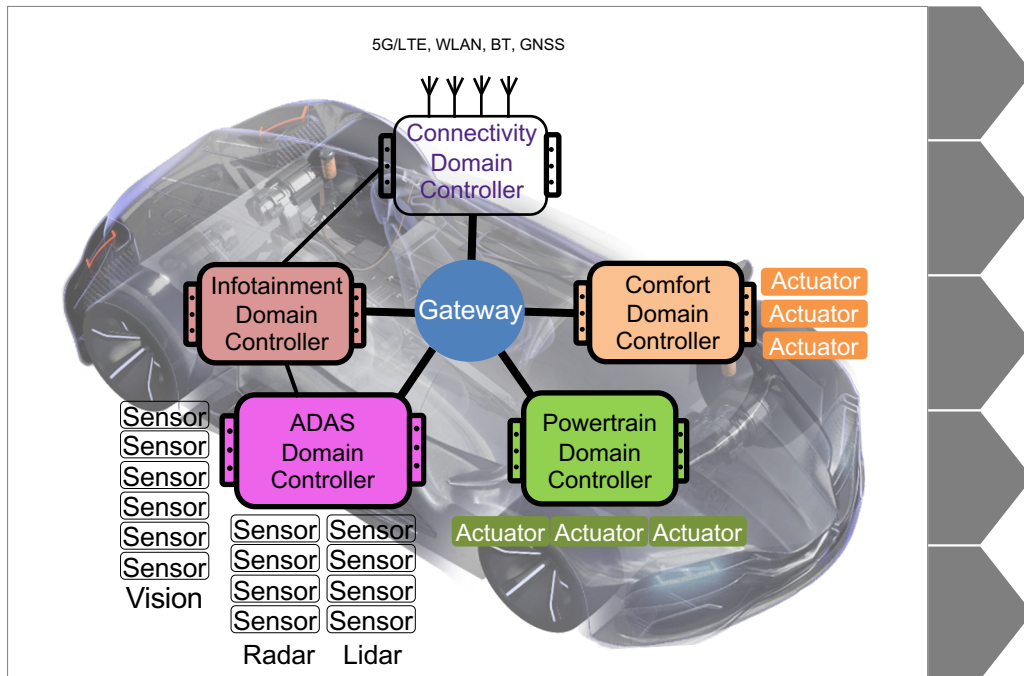 5G/LTE, WLAN, BT, GNSS
Connectivity
Domain
Controller
Infotainment
Domain
Controller
Gateway
Comfort
Domain
Controller
Actuator
Actuator
Actuator
ADAS
Domain
Controller
Powertrain
Domain
Controller
Sensor
Sensor
Sensor
Sensor
Sensor
Sensor
Vision
Sensor
Sensor
Sensor
Sensor
Radar
Sensor
Sensor
Sensor
Sensor
Lidar
Actuator Actuator Actuator